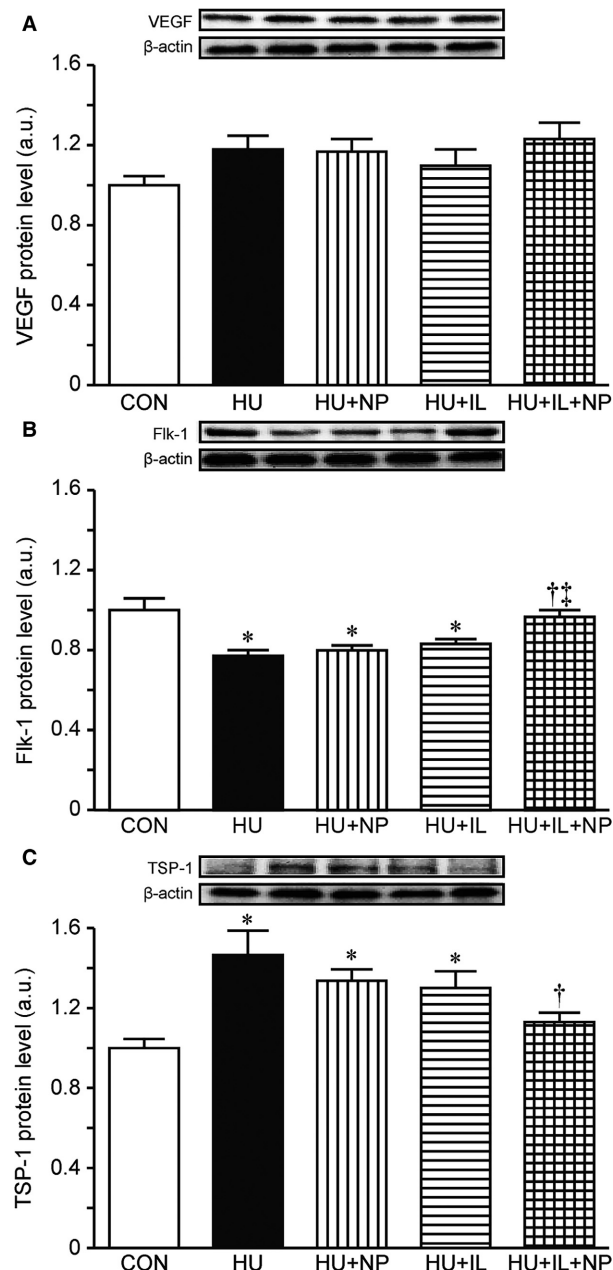 A
VEGF
β-actin
VEGF protein level (a.u.)
1.6
1.2
0.8
0.4
0
CON HU HU+NP HU+IL HU+IL+NP
B
Flk-1
β-actin
Flk-1 protein level (a.u.)
1.6
1.2
0.8
0.4
0
* * * †‡
CON HU HU+NP HU+IL HU+IL+NP
C
TSP-1
β-actin
TSP-1 protein level (a.u.)
1.6
1.2
0.8
0.4
0
* * * †
CON HU HU+NP HU+IL HU+IL+NP